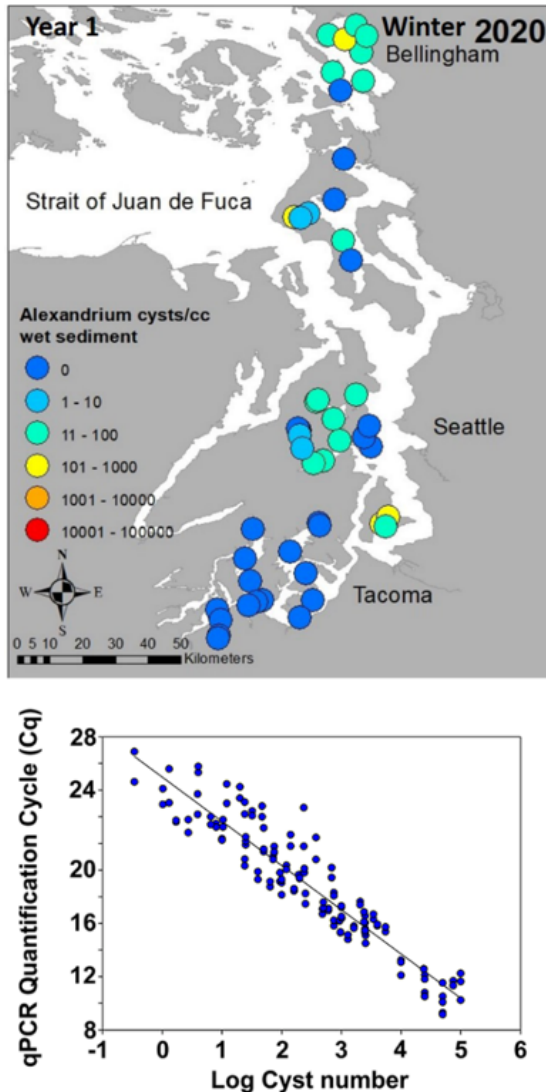 Year 1
Winter 2020
Bellingham
Strait of Juan de Fuca
Alexandrium cysts/cc
wet sediment
0
1 - 10
11 - 100
101 - 1000
1001 - 10000
10001 - 100000
Seattle
Tacoma
N
W E
S
0 5 10 20 30 40 50
Kilometers
qPCR Quantification Cycle (Cq)
28
24
20
16
12
8
-1 0 1 2 3 4 5 6
Log Cyst number